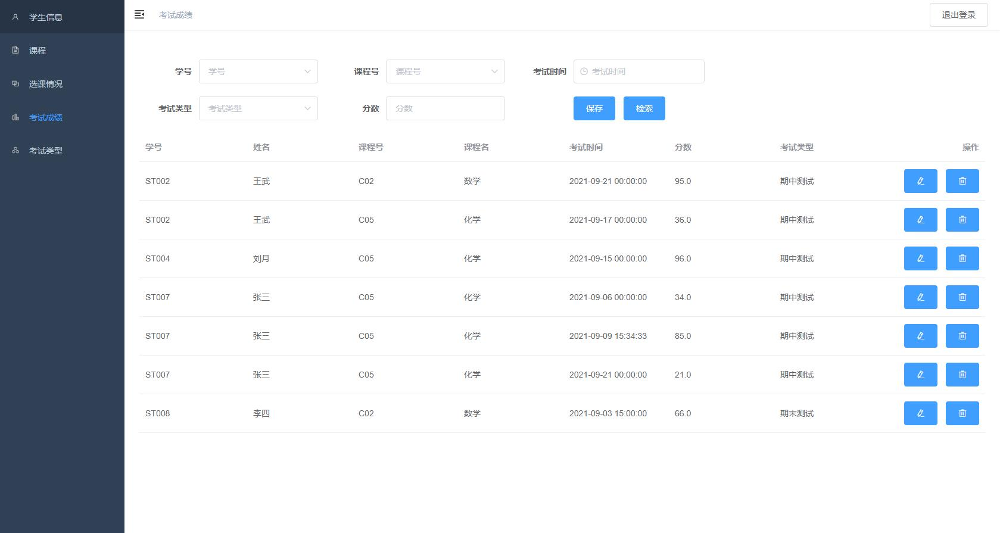 学生信息
课程
选课情况
考试成绩
考试类型
考试成绩
退出登录
学号 学号 课程号 课程号 考试时间 考试时间
考试类型 考试类型 分数 分数 保存 检索
学号 姓名 课程号 课程名 考试时间 分数 考试类型 操作
ST002 王武 C02 数学 2021-09-21 00:00:00 95.0 期中测试
ST002 王武 C05 化学 2021-09-17 00:00:00 36.0 期中测试
ST004 刘月 C05 化学 2021-09-15 00:00:00 96.0 期中测试
ST007 张三 C05 化学 2021-09-06 00:00:00 34.0 期中测试
ST007 张三 C05 化学 2021-09-09 15:34:33 85.0 期中测试
ST007 张三 C05 化学 2021-09-21 00:00:00 21.0 期中测试
ST008 李四 C02 数学 2021-09-03 15:00:00 66.0 期末测试